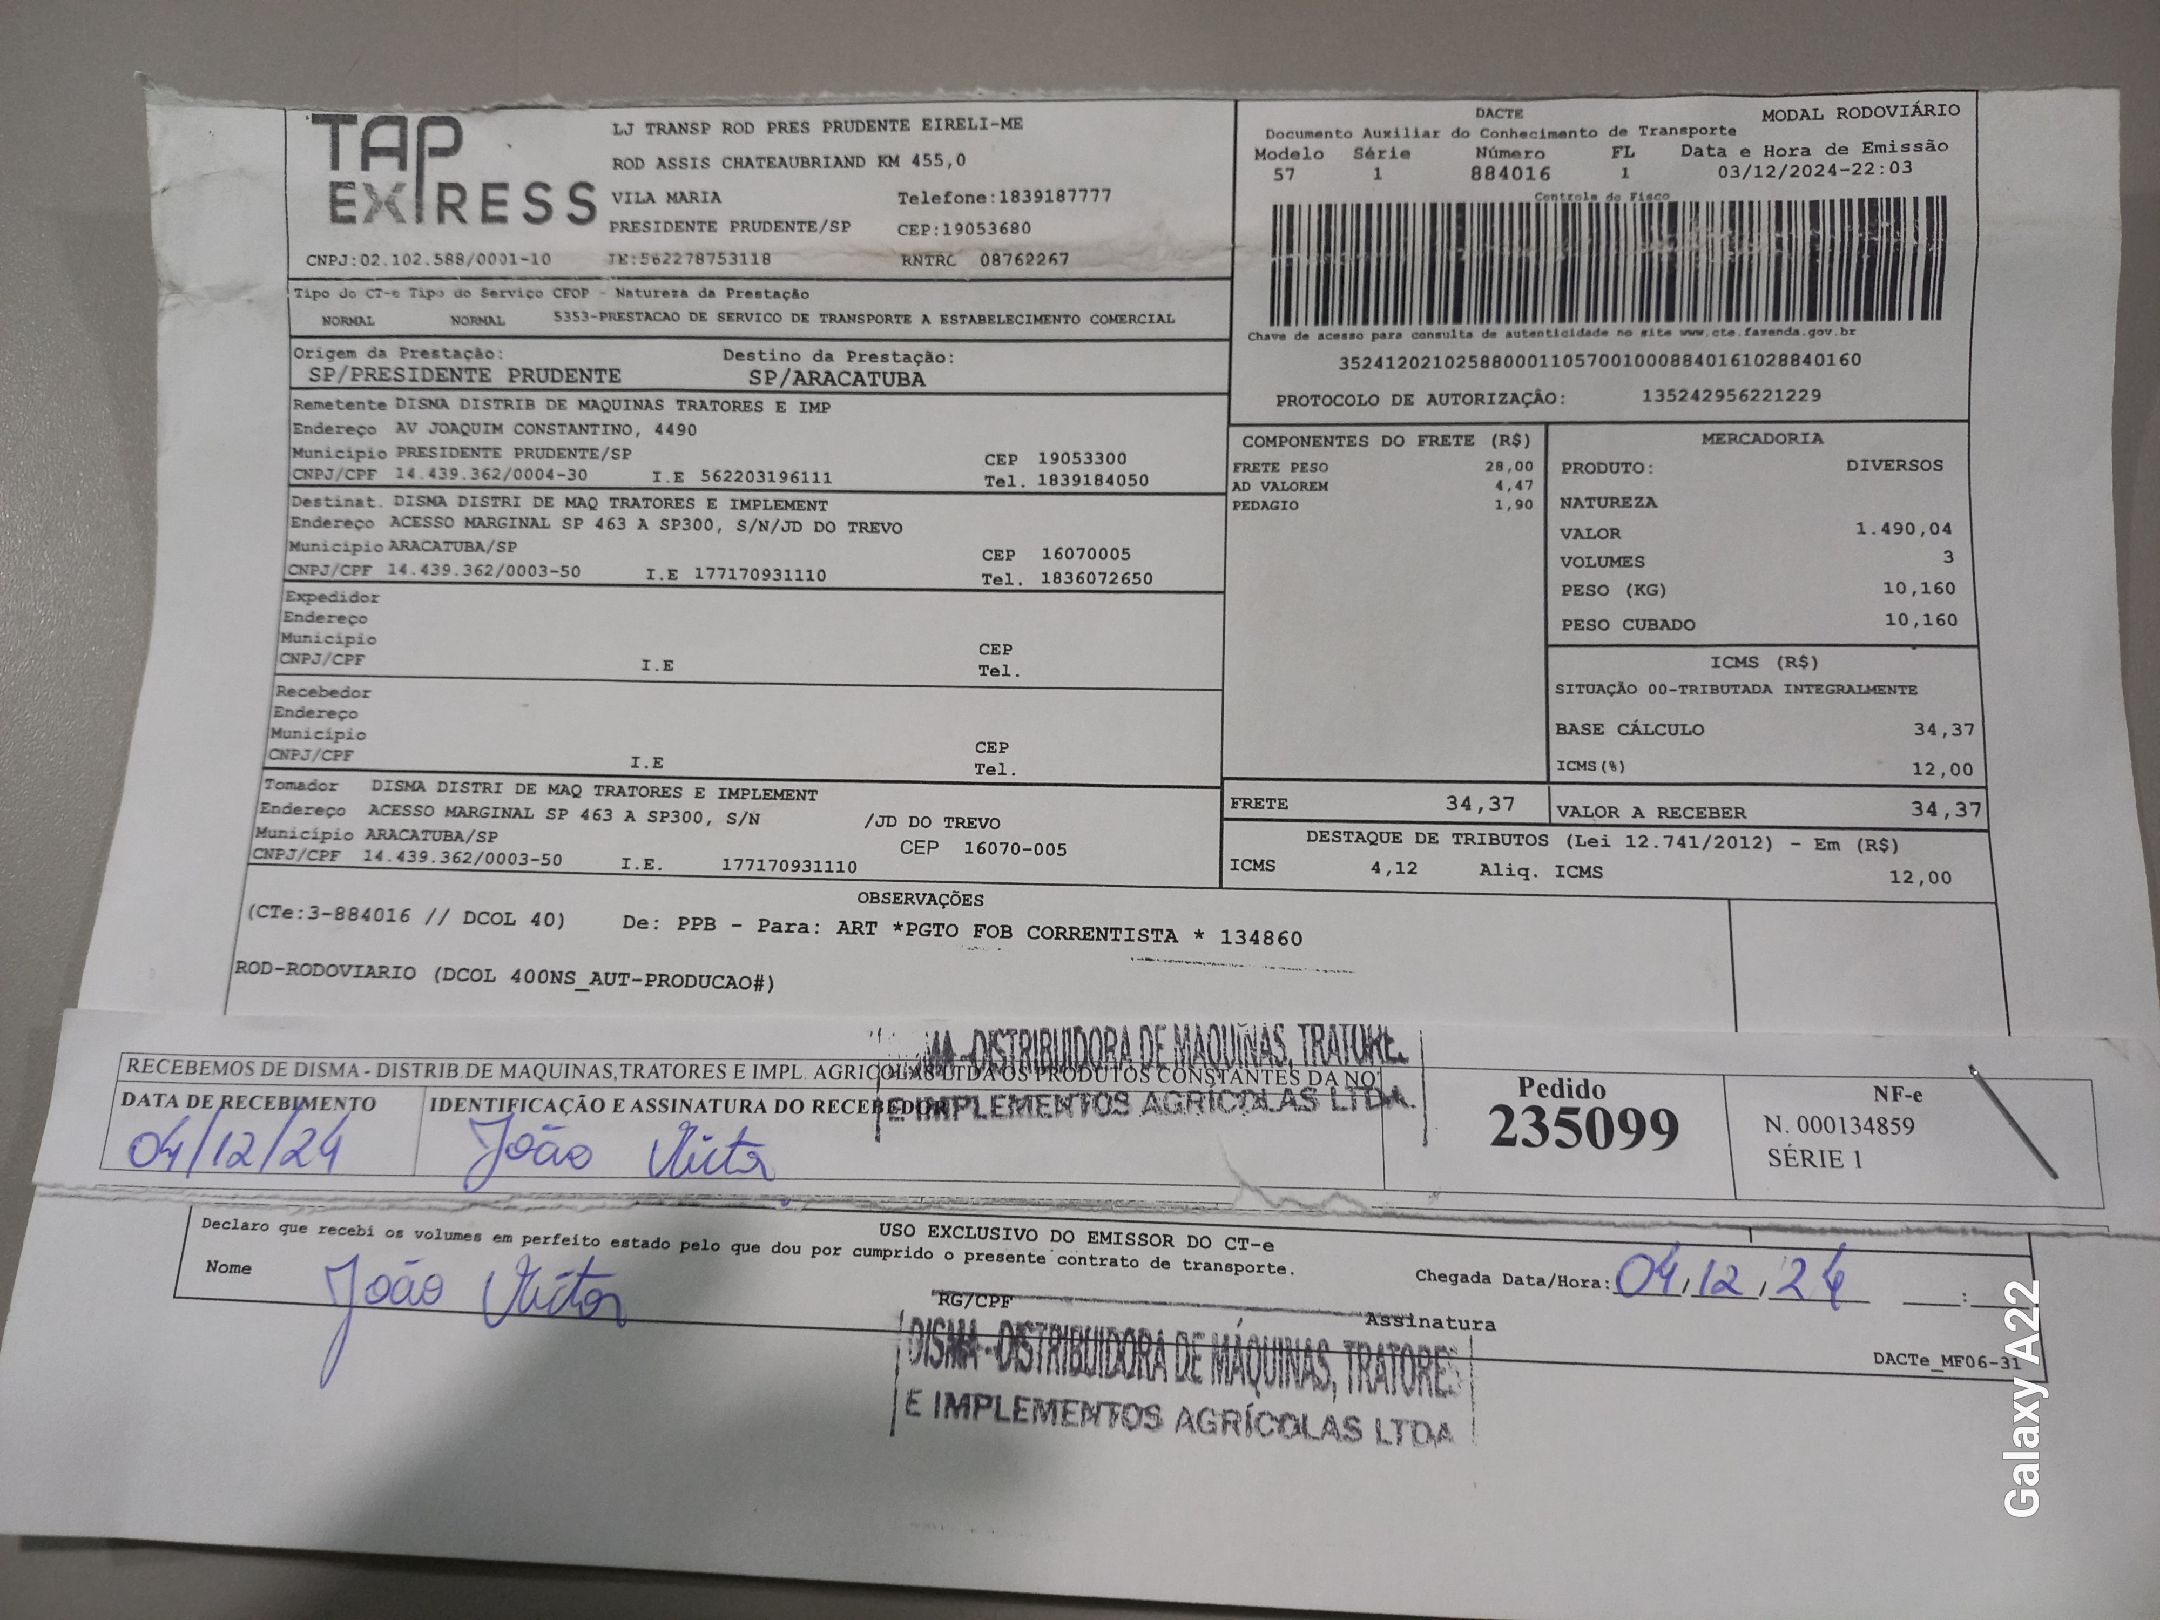 TAP EXPRESS
LJ TRANSP ROD PRES PRUDENTE EIRELI-ME
ROD ASSIS CHATEAUBRIAND KM 455,0
VILA MARIA Telefone:1839187777
PRESIDENTE PRUDENTE/SP CEP:19053680
CNPJ:02.102.588/0001-10 IE:562278753118 RNTRC 08762267
DACTE MODAL RODOVIÁRIO
Documento Auxiliar do Conhecimento de Transporte
Modelo Série Número FL Data e Hora de Emissão
57 1 884016 1 03/12/2024-22:03
Controle do Fisco
Chave de acesso para consulta de autenticidade no site www.cte.fazenda.gov.br
35241202102588000110570010008840161028840160
PROTOCOLO DE AUTORIZAÇÂO: 135242956221229
Tipo do CT-e Tipo do Serviço CFOP - Natureza da Prestação
NORMAL NORMAL 5353-PRESTACAO DE SERVICO DE TRANSPORTE A ESTABELECIMENTO COMERCIAL
Origem da Prestação: Destino da Prestação:
SP/PRESIDENTE PRUDENTE SP/ARACATUBA
Remetente DISMA DISTRIB DE MAQUINAS TRATORES E IMP
Endereço AV JOAQUIM CONSTANTINO, 4490
Município PRESIDENTE PRUDENTE/SP CEP 19053300
CNPJ/CPF 14.439.362/0004-30 I.E 562203196111 Tel. 1839184050
Destinat. DISMA DISTRI DE MAQ TRATORES E IMPLEMENT
Endereço ACESSO MARGINAL SP 463 A SP300, S/N/JD DO TREVO
Município ARACATUBA/SP CEP 16070005
CNPJ/CPF 14.439.362/0003-50 I.E 177170931110 Tel. 1836072650
Expedidor
Endereço
Município CEP
CNPJ/CPF I.E Tel.
Recebedor
Endereço
Município CEP
CNPJ/CPF I.E Tel.
Tomador DISMA DISTRI DE MAQ TRATORES E IMPLEMENT
Endereço ACESSO MARGINAL SP 463 A SP300, S/N /JD DO TREVO
Município ARACATUBA/SP CEP 16070-005
CNPJ/CPF 14.439.362/0003-50 I.E. 177170931110
COMPONENTES DO FRETE (R$)
FRETE PESO 28,00
AD VALOREM 4,47
PEDAGIO 1,90
MERCADORIA
PRODUTO: DIVERSOS
NATUREZA
VALOR 1.490,04
VOLUMES 3
PESO (KG) 10,160
PESO CUBADO 10,160
ICMS (R$)
SITUAÇÃO 00-TRIBUTADA INTEGRALMENTE
BASE CÁLCULO 34,37
ICMS(%) 12,00
FRETE 34,37 VALOR A RECEBER 34,37
DESTAQUE DE TRIBUTOS (Lei 12.741/2012) - Em (R$)
ICMS 4,12 Aliq. ICMS 12,00
OBSERVAÇÕES
(CTe:3-884016 // DCOL 40) De: PPB - Para: ART *PGTO FOB CORRENTISTA * 134860
ROD-RODOVIARIO (DCOL 400NS_AUT-PRODUCAO#)
MA - DISTRIBUIDORA DE MAQUINAS, TRATORE
E IMPLEMENTOS AGRÍCOLAS LTDA.
RECEBEMOS DE DISMA - DISTRIB.DE MAQUINAS,TRATORES E IMPL. AGRICOLAS LTDA OS PRODUTOS CONSTANTES DA NO
DATA DE RECEBIMENTO IDENTIFICAÇÃO E ASSINATURA DO RECEBEDOR
04/12/24 João Victor
Pedido
235099
NF-e
N. 000134859
SÉRIE 1
USO EXCLUSIVO DO EMISSOR DO CT-e
Declaro que recebi os volumes em perfeito estado pelo que dou por cumprido o presente contrato de transporte.
Nome João Victor
Chegada Data/Hora: 04/12/24 :
RG/CPF Assinatura
DISMA - DISTRIBUIDORA DE MÁQUINAS, TRATORES
E IMPLEMENTOS AGRÍCOLAS LTDA
DACTe_MF06-31
Galaxy A22